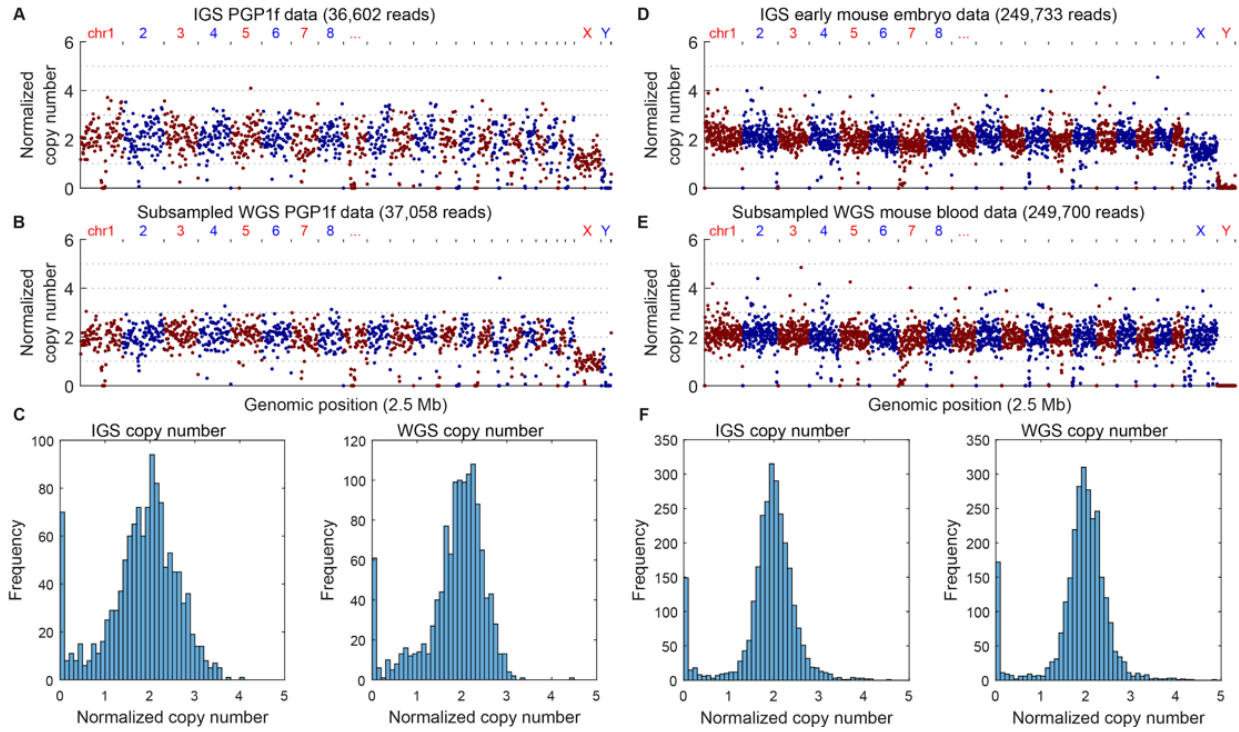 A
IGS PGP1f data (36,602 reads)
chr1 2 3 4 5 6 7 8 ... X Y
6
4
2
0
Normalized
copy number
B
Subsampled WGS PGP1f data (37,058 reads)
chr1 2 3 4 5 6 7 8 ... X Y
6
4
2
0
Normalized
copy number
Genomic position (2.5 Mb)
C
IGS copy number
100
80
60
40
20
0
Frequency
0 1 2 3 4 5
Normalized copy number
WGS copy number
120
100
80
60
40
20
0
Frequency
0 1 2 3 4 5
Normalized copy number
D
IGS early mouse embryo data (249,733 reads)
chr1 2 3 4 5 6 7 8 ... X Y
6
4
2
0
Normalized
copy number
E
Subsampled WGS mouse blood data (249,700 reads)
chr1 2 3 4 5 6 7 8 ... X Y
6
4
2
0
Normalized
copy number
Genomic position (2.5 Mb)
F
IGS copy number
350
300
250
200
150
100
50
0
Frequency
0 1 2 3 4 5
Normalized copy number
WGS copy number
350
300
250
200
150
100
50
0
Frequency
0 1 2 3 4 5
Normalized copy number